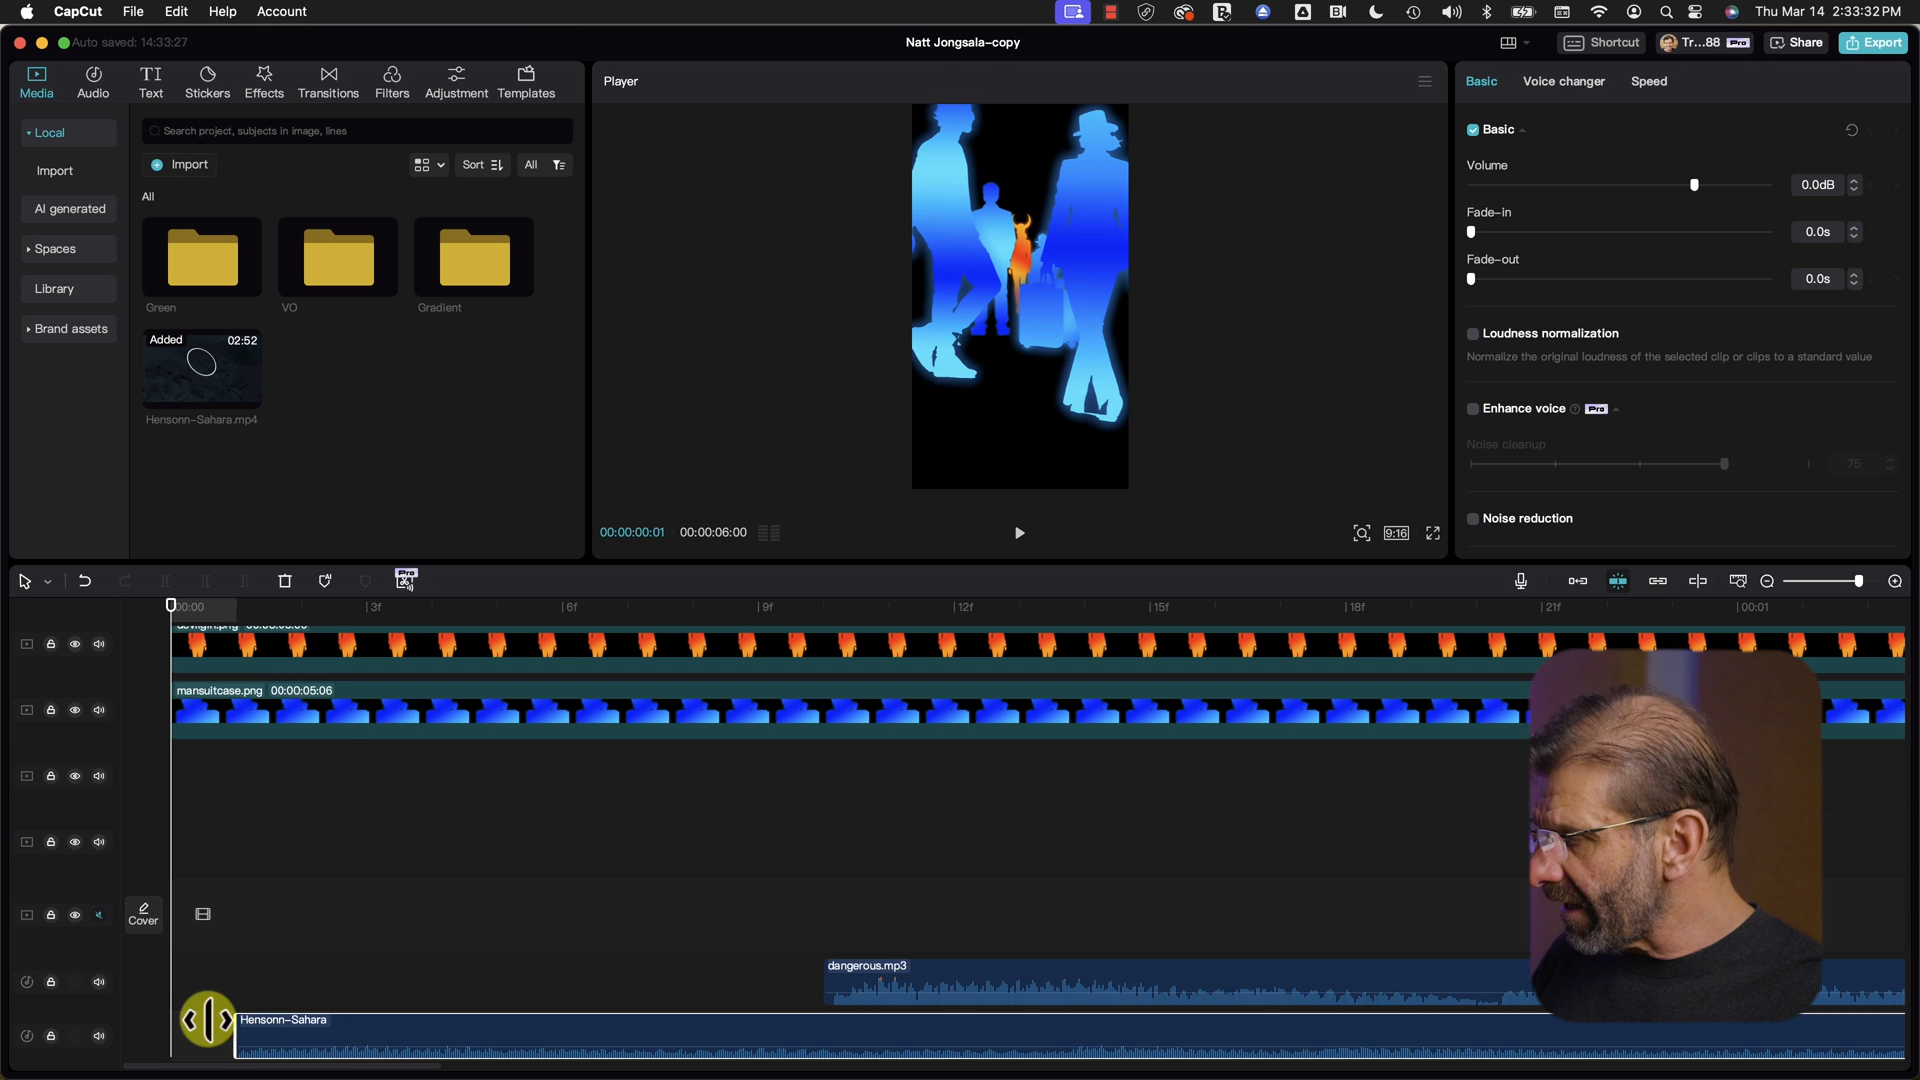 CapCut File Edit Help Account
Thu Mar 14 2:33:32 PM
Auto saved: 14:33:27
Natt Jongsala-copy
Shortcut
Tr...88 Pro
Share
Export
Media Audio Text Stickers Effects Transitions Filters Adjustment Templates
Player
Basic Voice changer Speed
Local
Import
AI generated
Spaces
Library
Brand assets
Search project, subjects in image, lines
Import
Sort
All
All
Green
VO
Gradient
Added 02:52
Hensonn-Sahara.mp4
00:00:00:01 00:00:06:00
9:16
Basic
Volume
0.0dB
Fade-in
0.0s
Fade-out
0.0s
Loudness normalization
Normalize the original loudness of the selected clip or clips to a standard value
Enhance voice Pro
Noise cleanup
75
Noise reduction
Pro
00:00 3f 6f 9f 12f 15f 18f 21f 00:01
mansuitcase.png 00:00:05:06
Cover
dangerous.mp3
Hensonn-Sahara